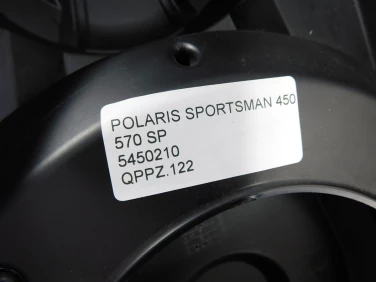 POLARIS SPORTSMAN 450
570 SP
5450210
QPPZ.122